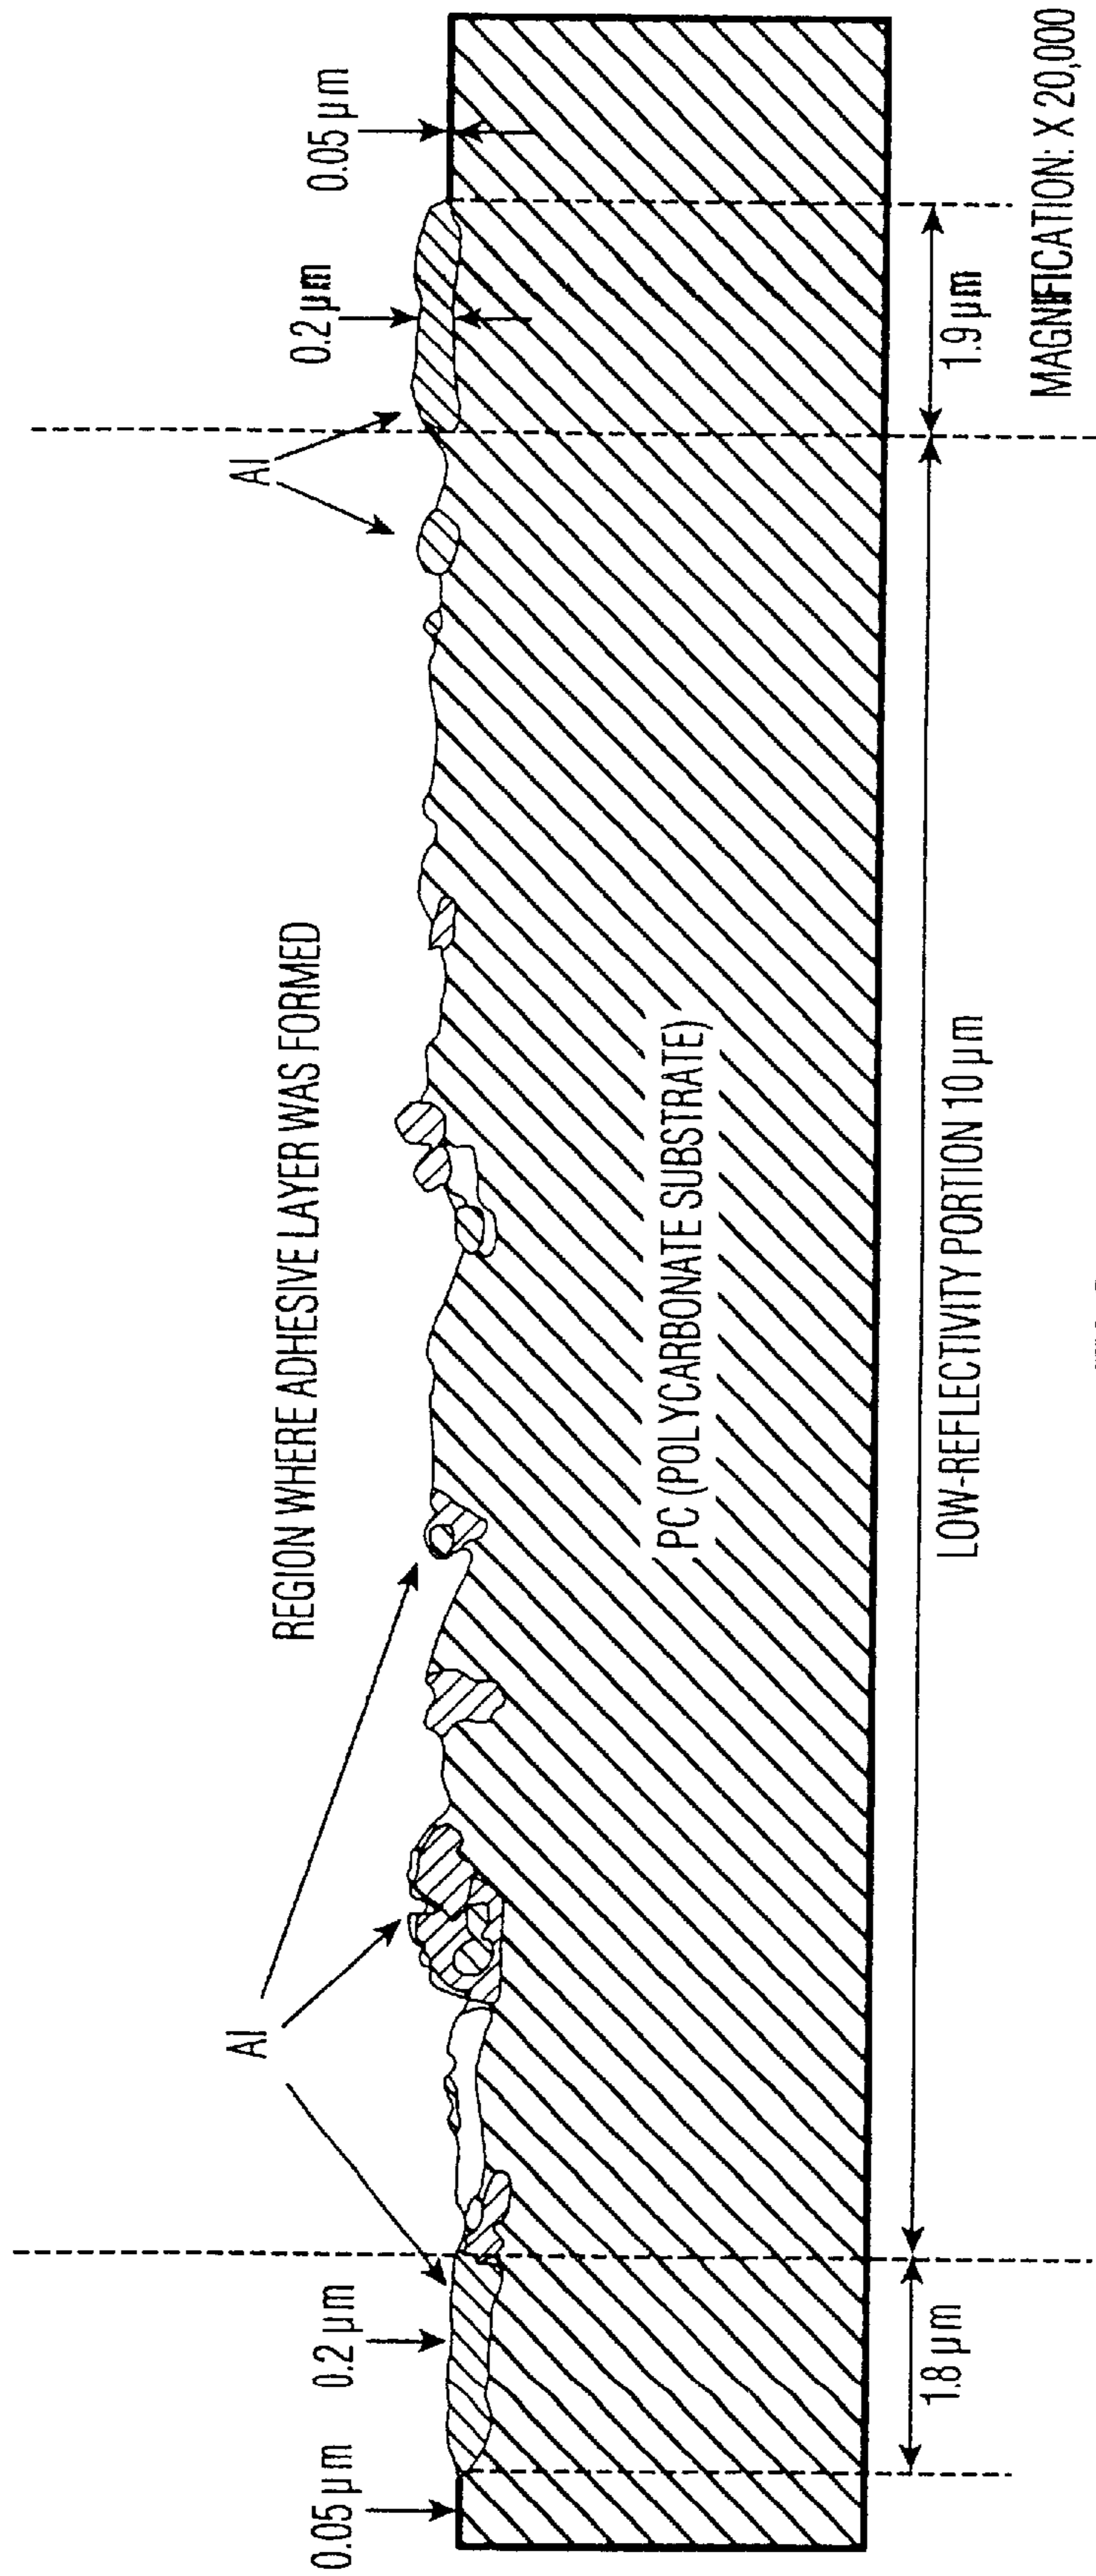 REGION WHERE ADHESIVE LAYER WAS FORMED
Al
Al
0.05 µm
0.2 µm
0.2 µm
0.05 µm
PC (POLYCARBONATE SUBSTRATE)
1.8 µm
LOW-REFLECTIVITY PORTION 10 µm
1.9 µm
MAGNIFICATION: X 20,000